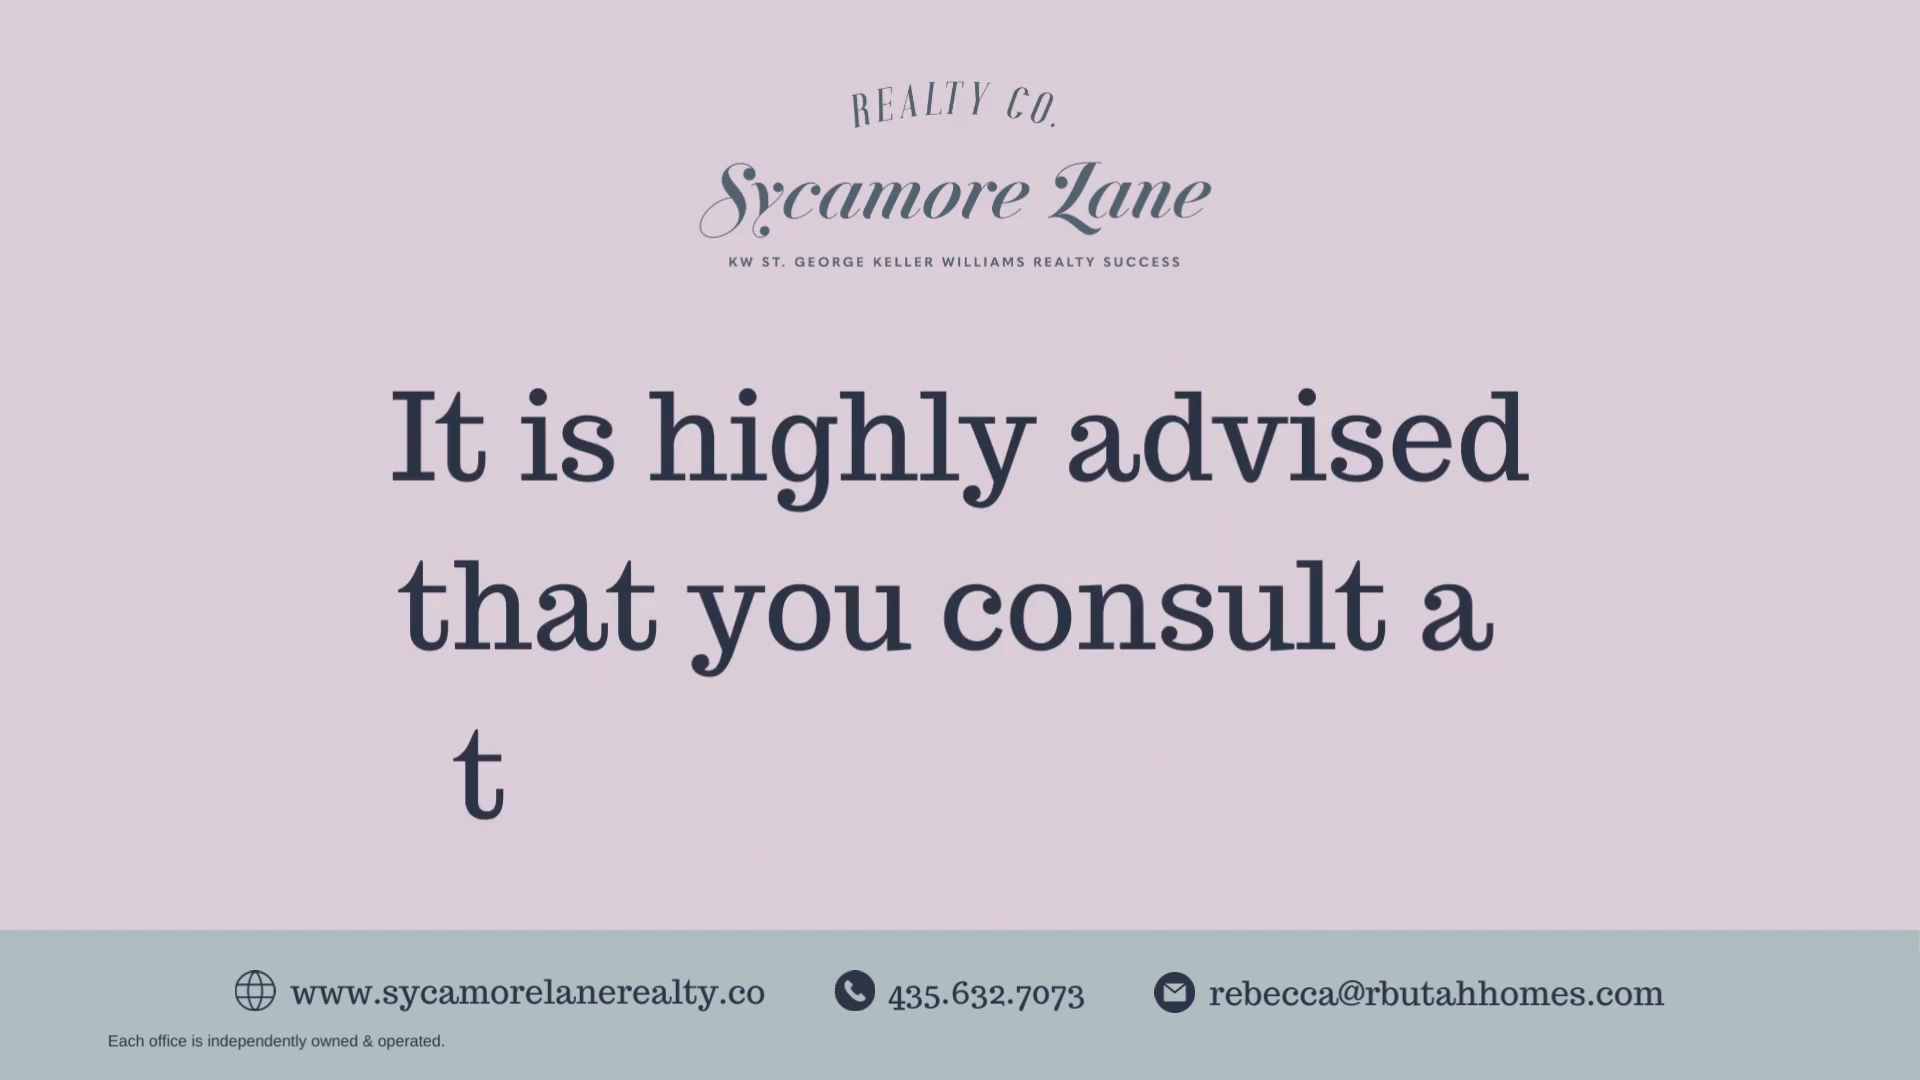 REALTY CO.
Sycamore Lane
KW ST. GEORGE KELLER WILLIAMS REALTY SUCCESS
It is highly advised
that you consult a
t
www.sycamorelanerealty.co 435.632.7073 rebecca@rbutahhomes.com
Each office is independently owned & operated.